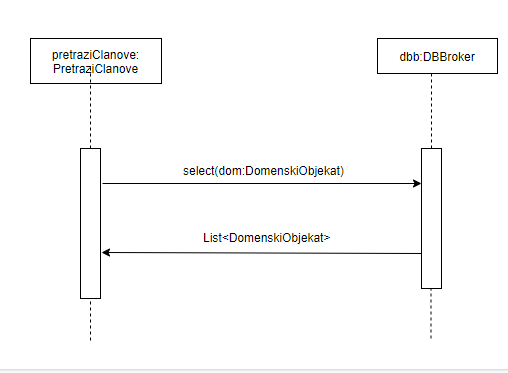 pretraziClanove:
PretraziClanove
dbb:DBBroker
select(dom:DomenskiObjekat)
List<DomenskiObjekat>